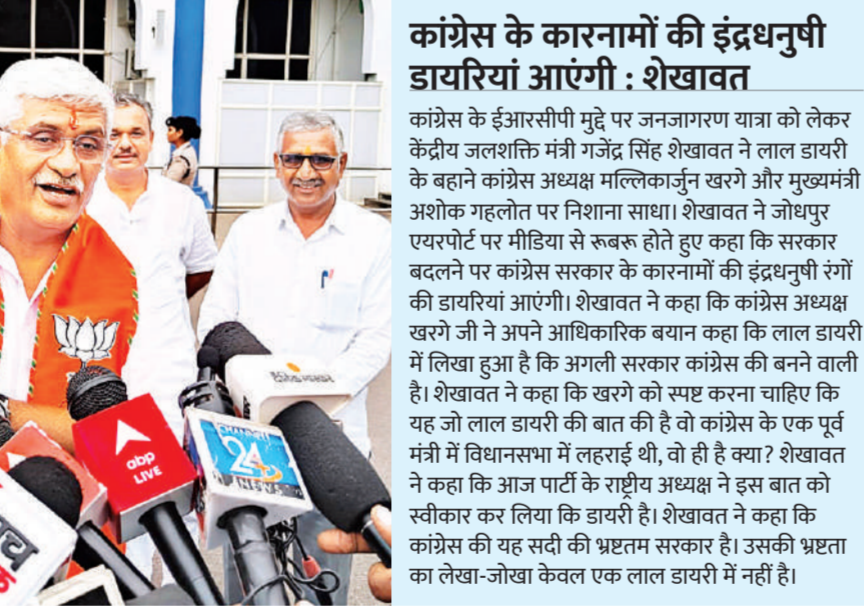 कांग्रेस के कारनामों की इंद्रधनुषी
डायरियां आएंगी : शेखावत
कांग्रेस के ईआरसीपी मुद्दे पर जनजागरण यात्रा को लेकर
केंद्रीय जलशक्ति मंत्री गजेंद्र सिंह शेखावत ने लाल डायरी
के बहाने कांग्रेस अध्यक्ष मल्लिकार्जुन खरगे और मुख्यमंत्री
अशोक गहलोत पर निशाना साधा। शेखावत ने जोधपुर
एयरपोर्ट पर मीडिया से रूबरू होते हुए कहा कि सरकार
बदलने पर कांग्रेस सरकार के कारनामों की इंद्रधनुषी रंगों
की डायरियां आएंगी। शेखावत ने कहा कि कांग्रेस अध्यक्ष
खरगे जी ने अपने आधिकारिक बयान कहा कि लाल डायरी
में लिखा हुआ है कि अगली सरकार कांग्रेस की बनने वाली
है। शेखावत ने कहा कि खरगे को स्पष्ट करना चाहिए कि
यह जो लाल डायरी की बात की है वो कांग्रेस के एक पूर्व
मंत्री में विधानसभा में लहराई थी, वो ही है क्या? शेखावत
ने कहा कि आज पार्टी के राष्ट्रीय अध्यक्ष ने इस बात को
स्वीकार कर लिया कि डायरी है। शेखावत ने कहा कि
कांग्रेस की यह सदी की भ्रष्टतम सरकार है। उसकी भ्रष्टता
का लेखा-जोखा केवल एक लाल डायरी में नहीं है।
abp
LIVE
24
NEWS